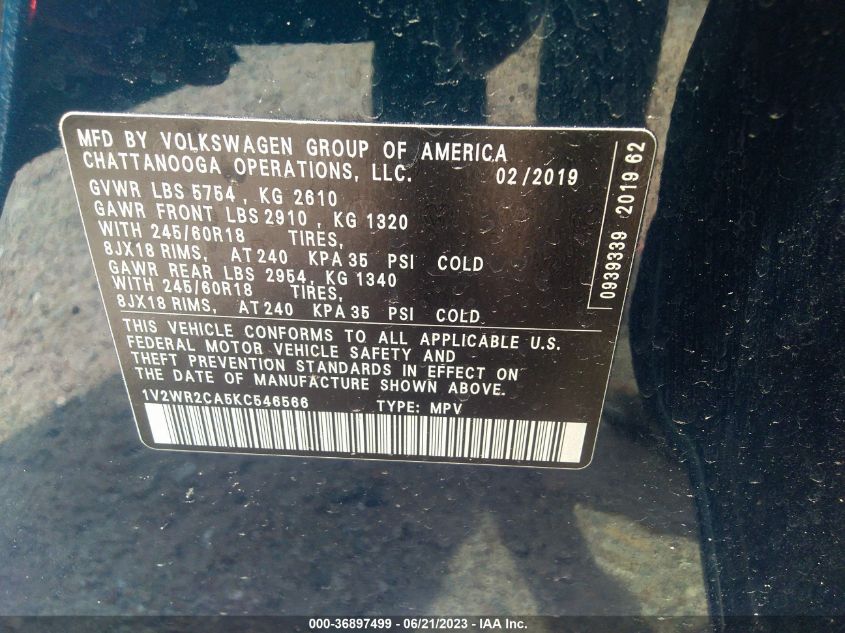 MFD BY VOLKSWAGEN GROUP OF AMERICA
CHATTANOOGA OPERATIONS, LLC. 02/2019
GVWR LBS 5754 , KG 2610
GAWR FRONT LBS 2910 , KG 1320
WITH 245/60R18 TIRES,
8JX18 RIMS, AT 240 KPA 35 PSI COLD
GAWR REAR LBS 2954, KG 1340
WITH 245/60R18 TIRES,
8JX18 RIMS, AT 240 KPA 35 PSI COLD
THIS VEHICLE CONFORMS TO ALL APPLICABLE U.S.
FEDERAL MOTOR VEHICLE SAFETY AND
THEFT PREVENTION STANDARDS IN EFFECT ON
THE DATE OF MANUFACTURE SHOWN ABOVE.
1V2WR2CA5KC546566 TYPE: MPV
0939339 2019 62
000-36897499 - 06/21/2023 - IAA Inc.